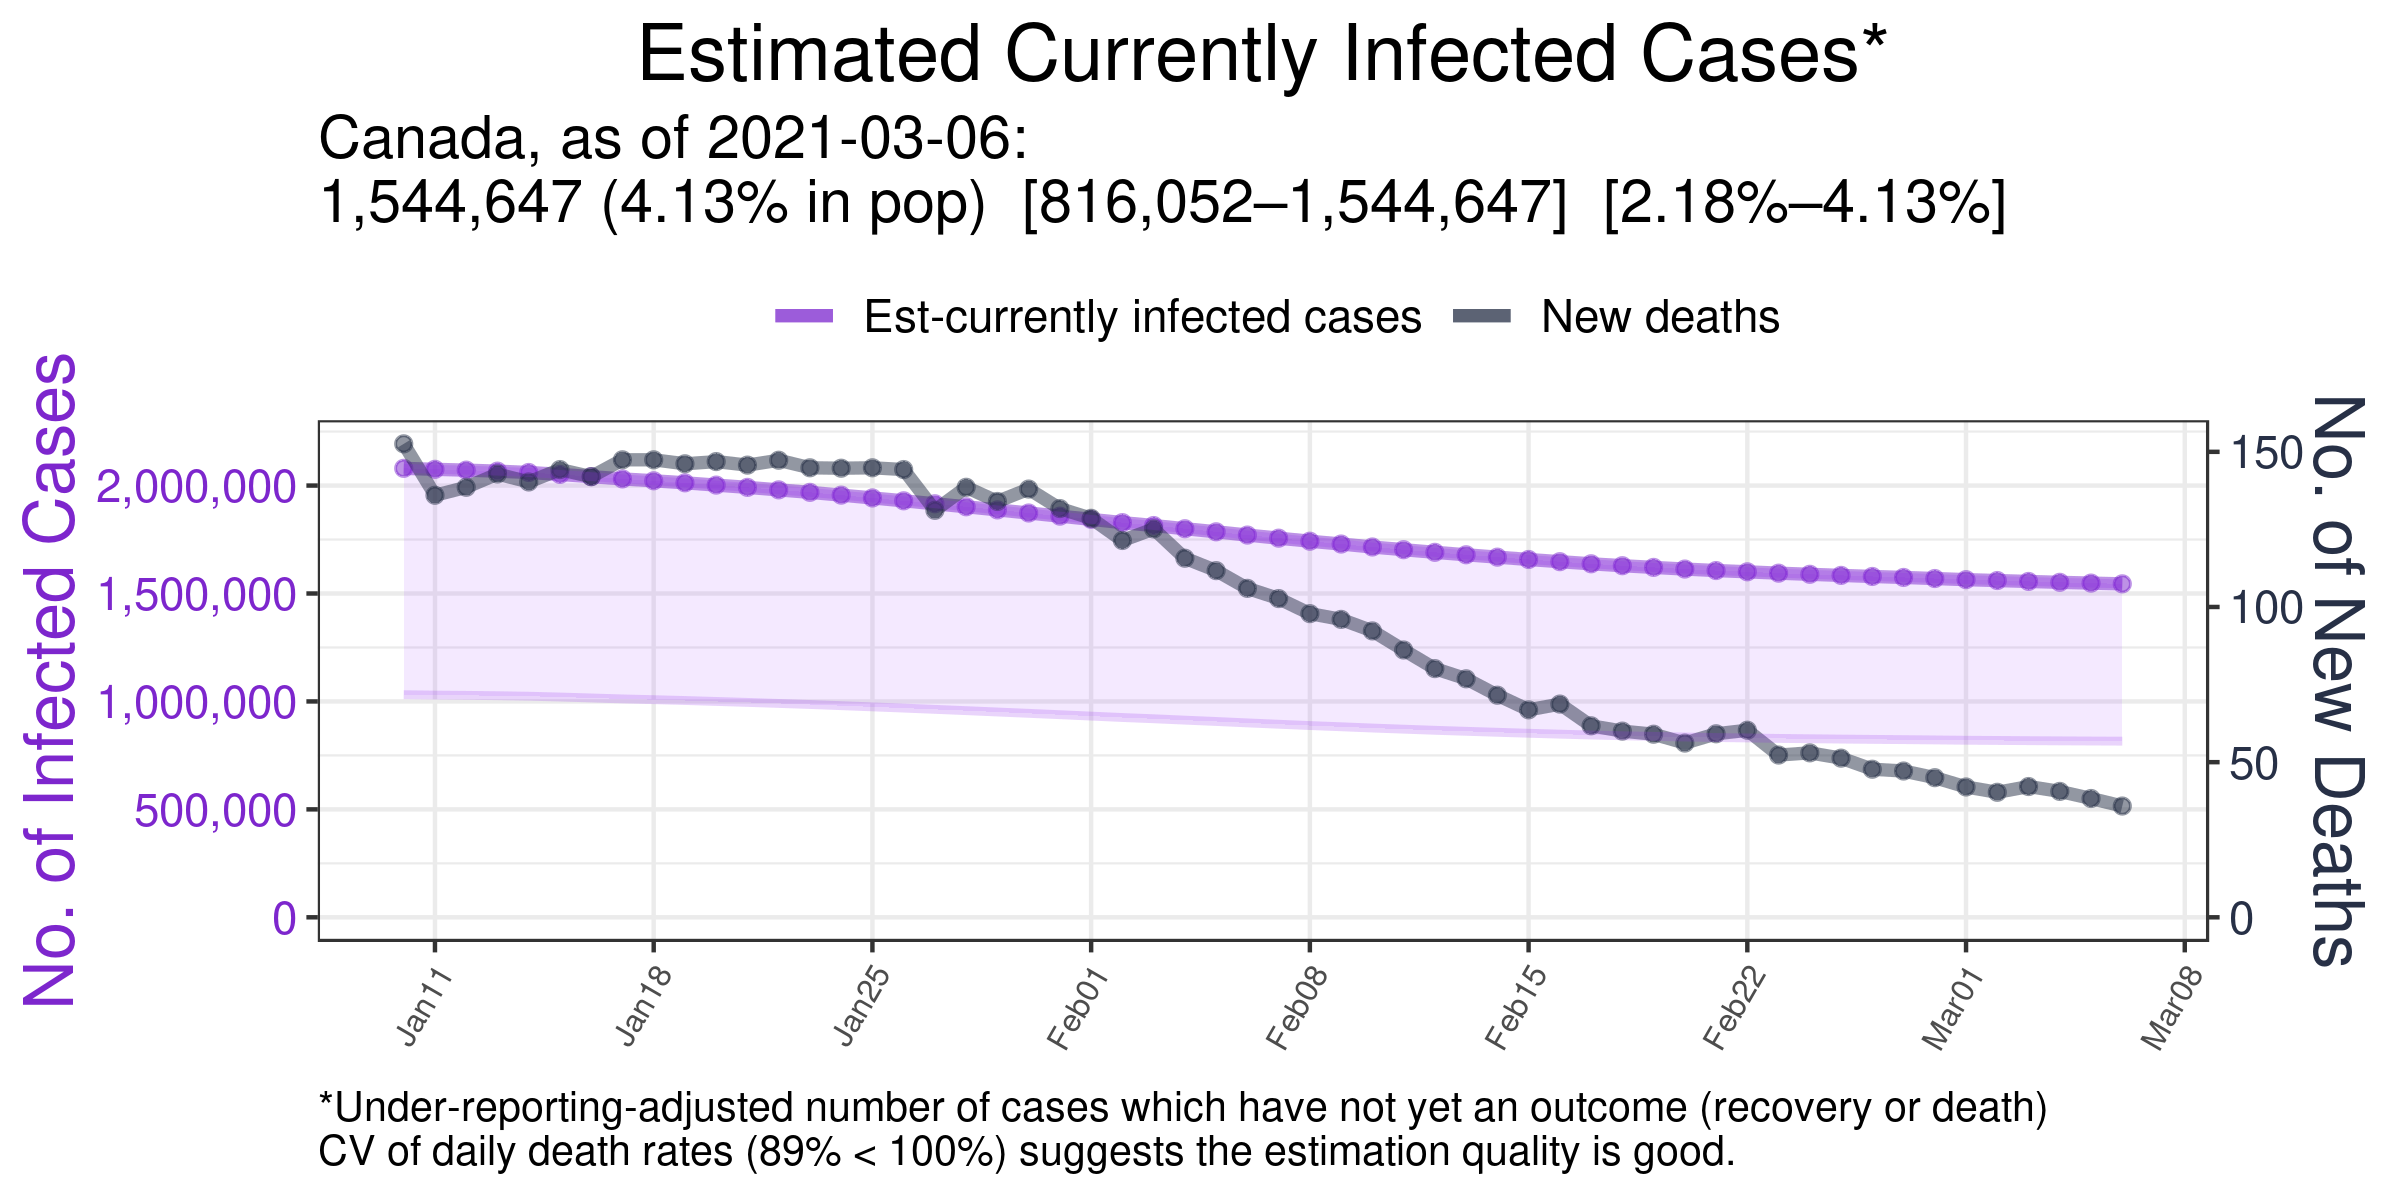 Estimated Currently Infected Cases*
Canada, as of 2021-03-06:
1,544,647 (4.13% in pop)  [816,052–1,544,647]  [2.18%–4.13%]
Est-currently infected cases
New deaths
No. of Infected Cases
2,000,000
1,500,000
1,000,000
500,000
0
150
100
50
0
No. of New Deaths
Jan11
Jan18
Jan25
Feb01
Feb08
Feb15
Feb22
Mar01
Mar08
*Under-reporting-adjusted number of cases which have not yet an outcome (recovery or death)
CV of daily death rates (89% < 100%) suggests the estimation quality is good.